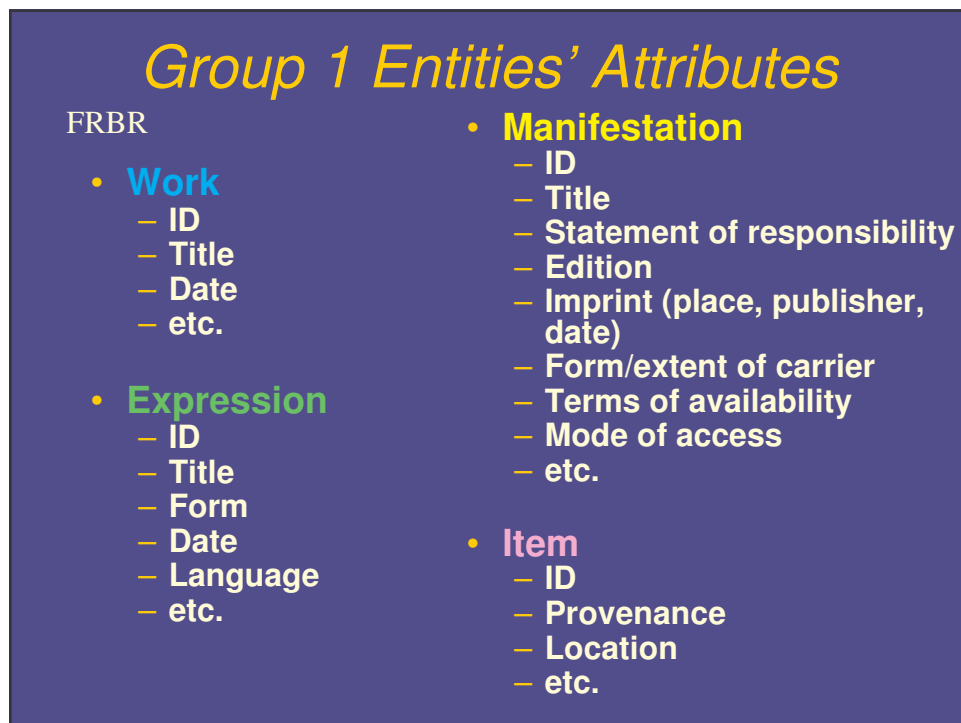 Group 1 Entities’ Attributes
FRBR
• Work
– ID
– Title
– Date
– etc.
• Expression
– ID
– Title
– Form
– Date
– Language
– etc.
• Manifestation
– ID
– Title
– Statement of responsibility
– Edition
– Imprint (place, publisher,
date)
– Form/extent of carrier
– Terms of availability
– Mode of access
– etc.
• Item
– ID
– Provenance
– Location
– etc.